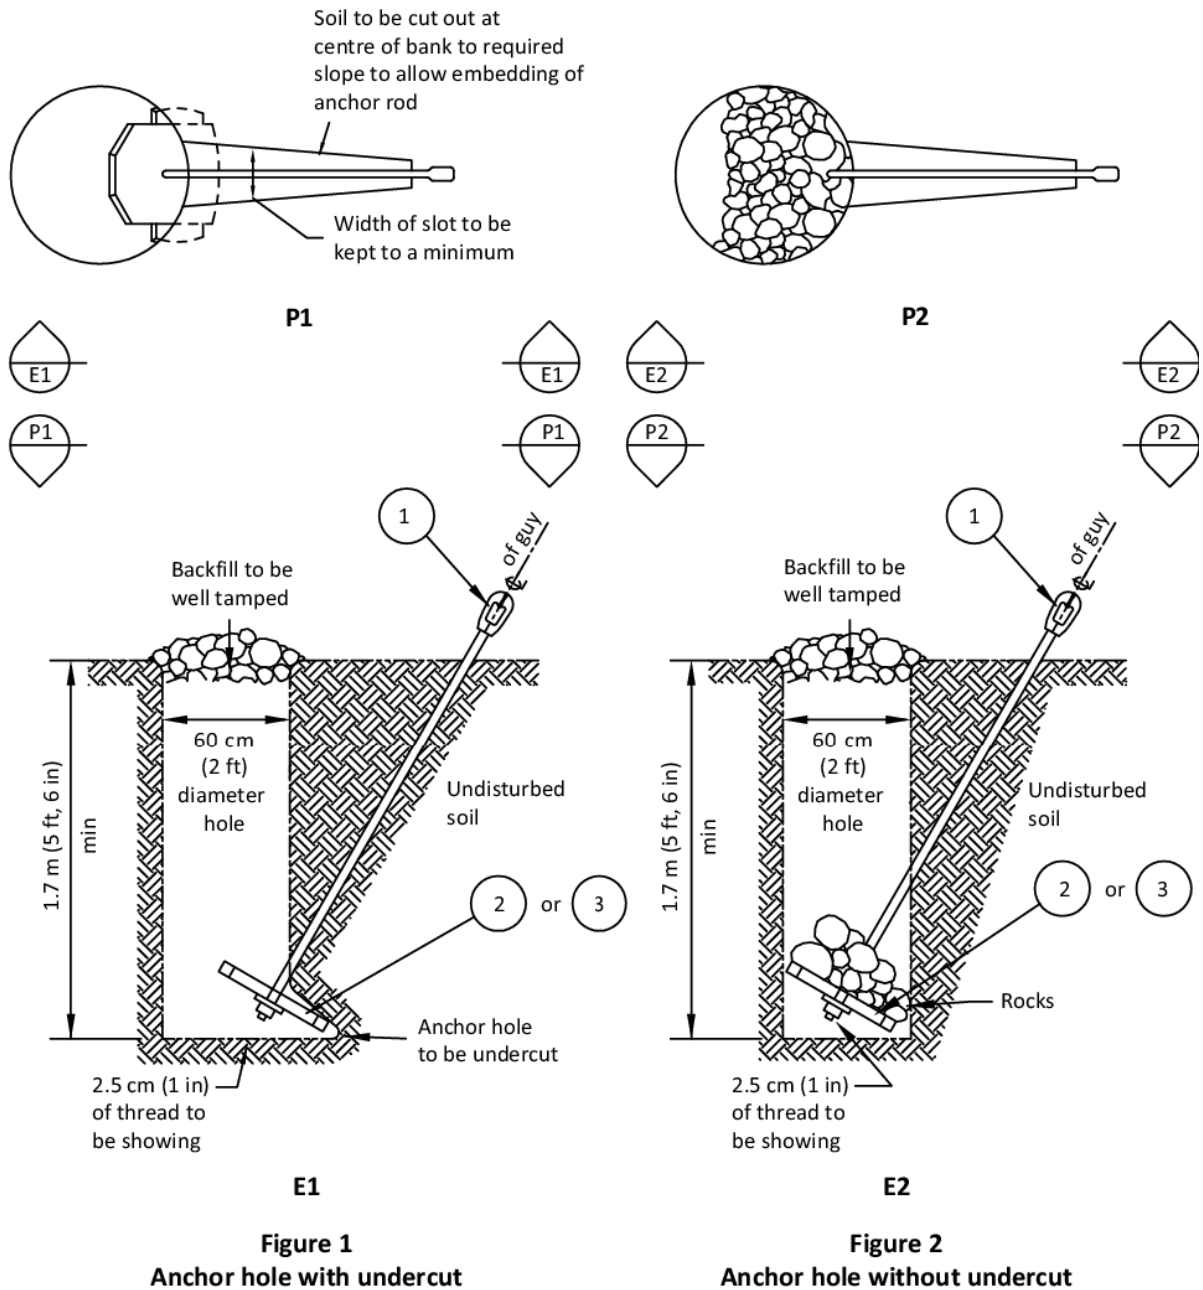 Soil to be cut out at
centre of bank to required
slope to allow embedding of
anchor rod
Width of slot to be
kept to a minimum
P1
P2
E1
E1
E2
E2
P1
P1
P2
P2
1
℄ of guy
Backfill to be
well tamped
60 cm
(2 ft)
diameter
hole
1.7 m (5 ft, 6 in)
min
Undisturbed
soil
2 or 3
Anchor hole
to be undercut
2.5 cm (1 in)
of thread to
be showing
E1
Figure 1
Anchor hole with undercut
1
℄ of guy
Backfill to be
well tamped
60 cm
(2 ft)
diameter
hole
1.7 m (5 ft, 6 in)
min
Undisturbed
soil
2 or 3
Rocks
2.5 cm (1 in)
of thread to
be showing
E2
Figure 2
Anchor hole without undercut